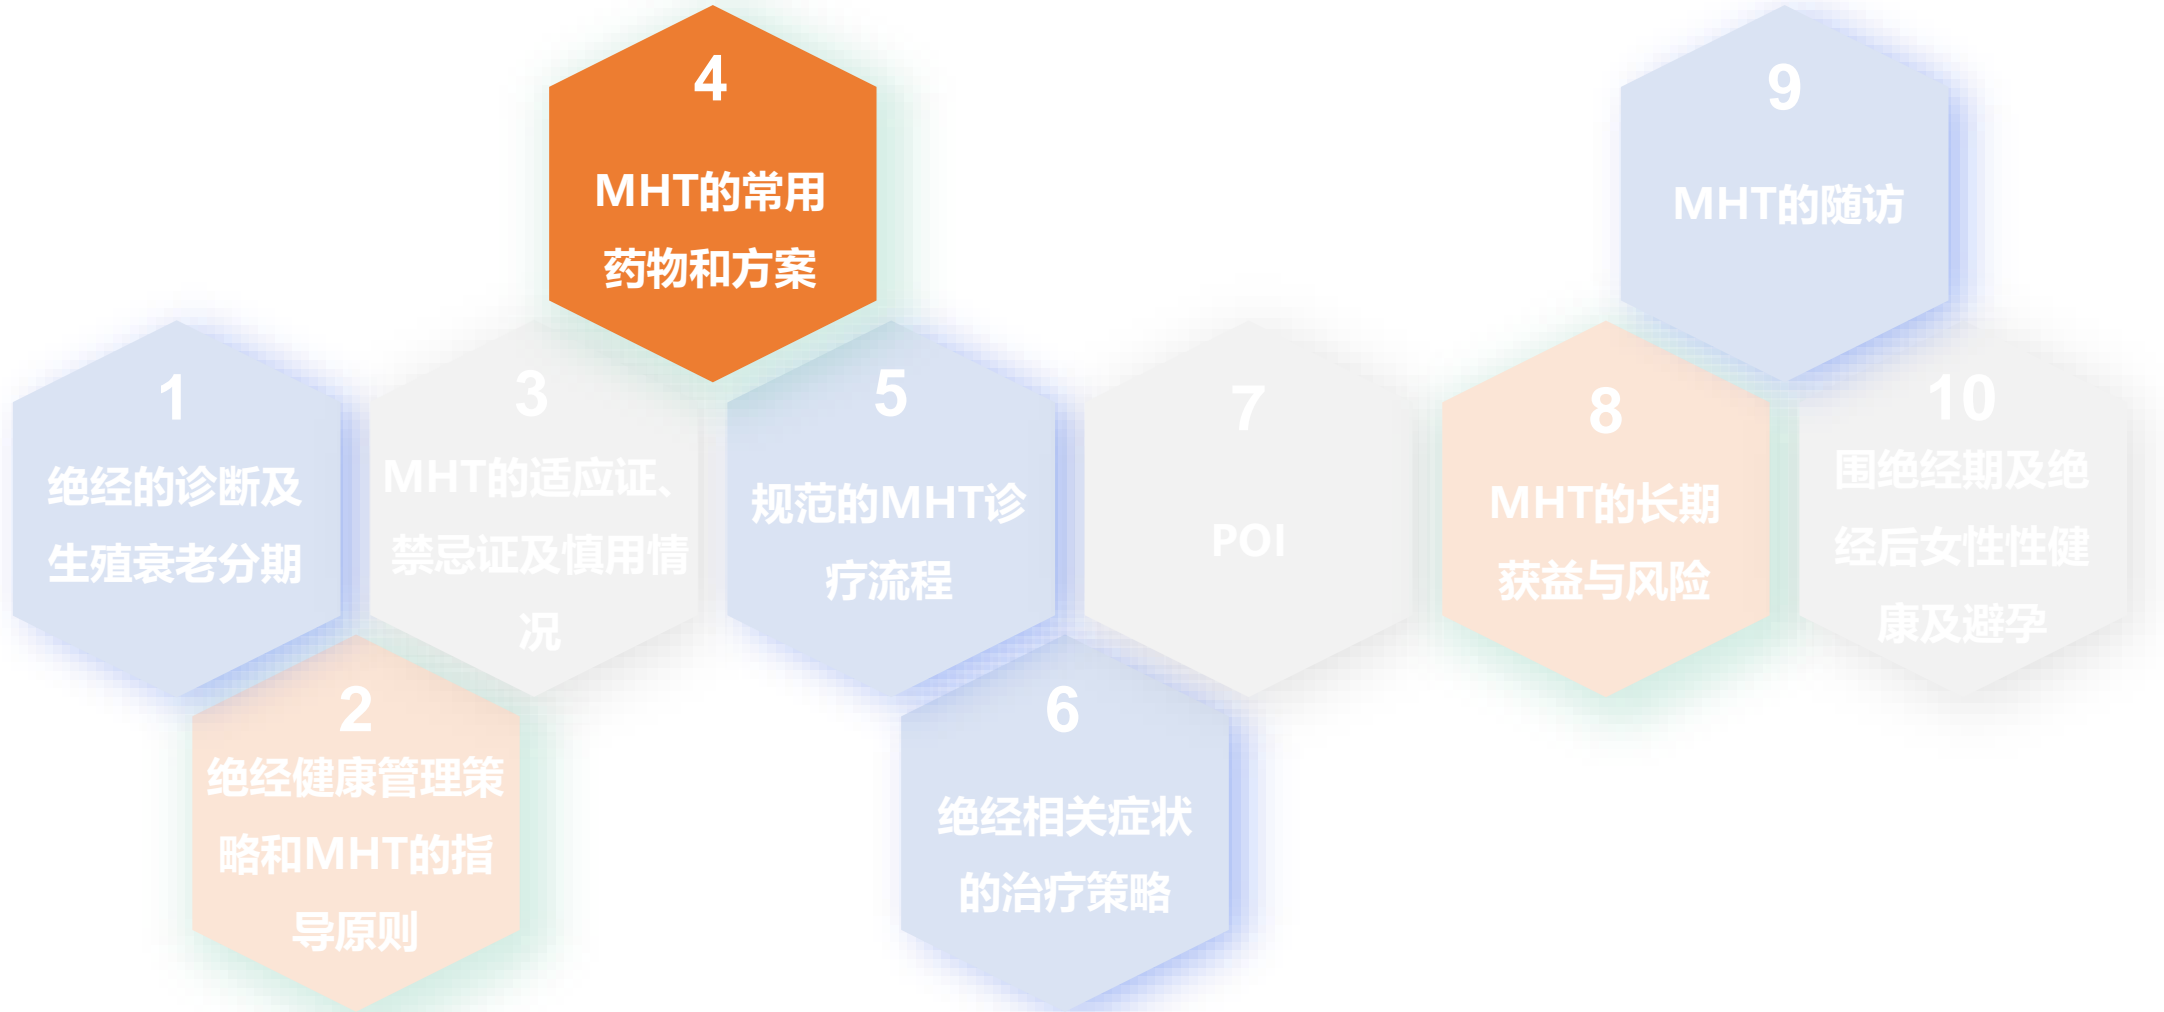 1
绝经的诊断及
生殖衰老分期
2
绝经健康管理策
略和MHT的指
导原则
3
MHT的适应证、
禁忌证及慎用情
况
4
MHT的常用
药物和方案
5
规范的MHT诊
疗流程
6
绝经相关症状
的治疗策略
7
POI
8
MHT的长期
获益与风险
9
MHT的随访
10
围绝经期及绝
经后女性性健
康及避孕